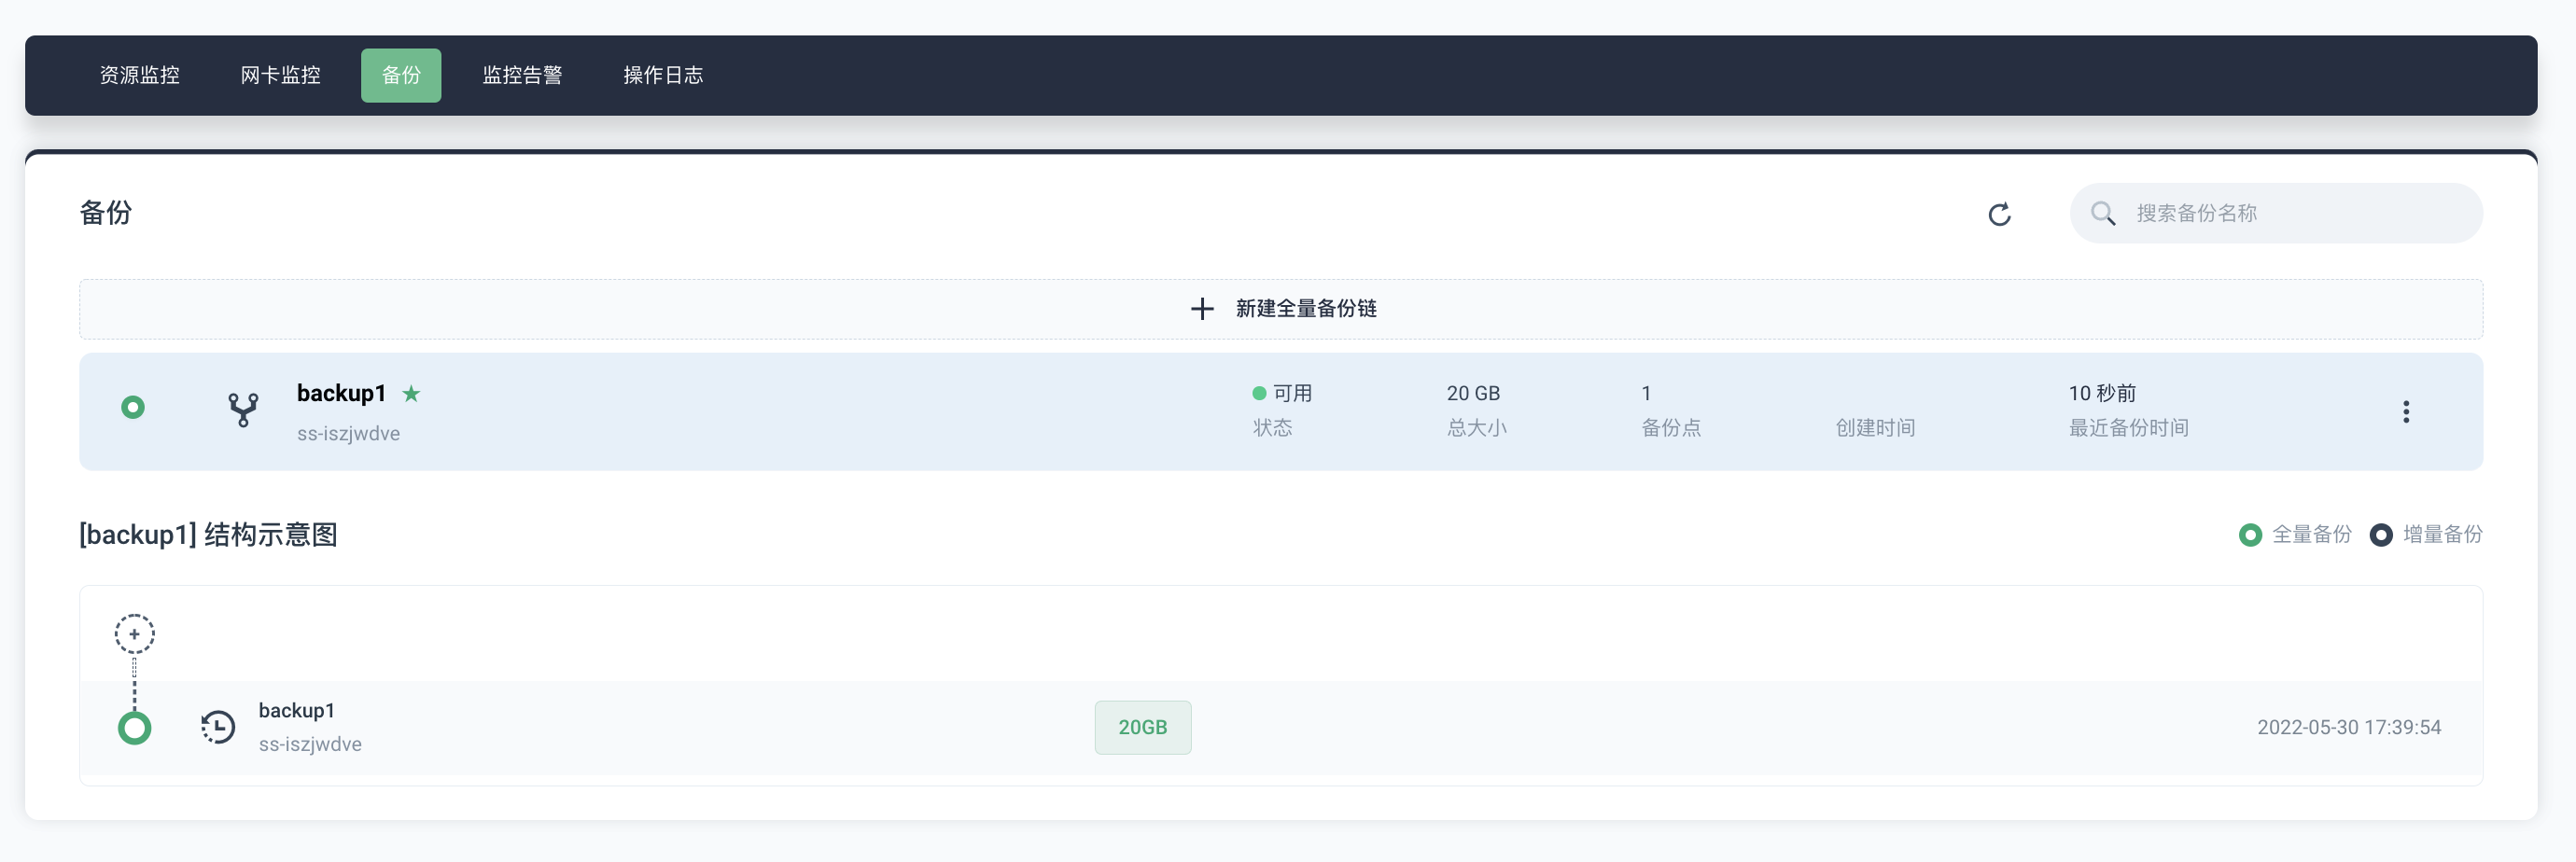 资源监控 网卡监控 备份 监控告警 操作日志
备份
搜索备份名称
新建全量备份链
backup1
ss-iszjwdve
可用 20 GB 1 10 秒前
状态 总大小 备份点 创建时间 最近备份时间
[backup1] 结构示意图
全量备份 增量备份
backup1
ss-iszjwdve
20GB
2022-05-30 17:39:54